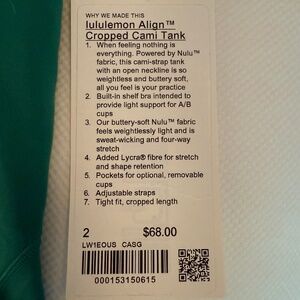 WHY WE MADE THIS
lululemon Align™
Cropped Cami Tank
1. When feeling nothing is
everything. Powered by Nulu™
fabric, this cami-strap tank
with an open neckline is so
weightless and buttery soft,
all you feel is your practice
2. Built-in shelf bra intended to
provide light support for A/B
cups
3. Our buttery-soft Nulu™ fabric
feels weightlessly light and is
sweat-wicking and four-way
stretch
4. Added Lycra® fibre for stretch
and shape retention
5. Pockets for optional, removable
cups
6. Adjustable straps
7. Tight fit, cropped length
2 $68.00
LW1EOUS CASG
000153150615